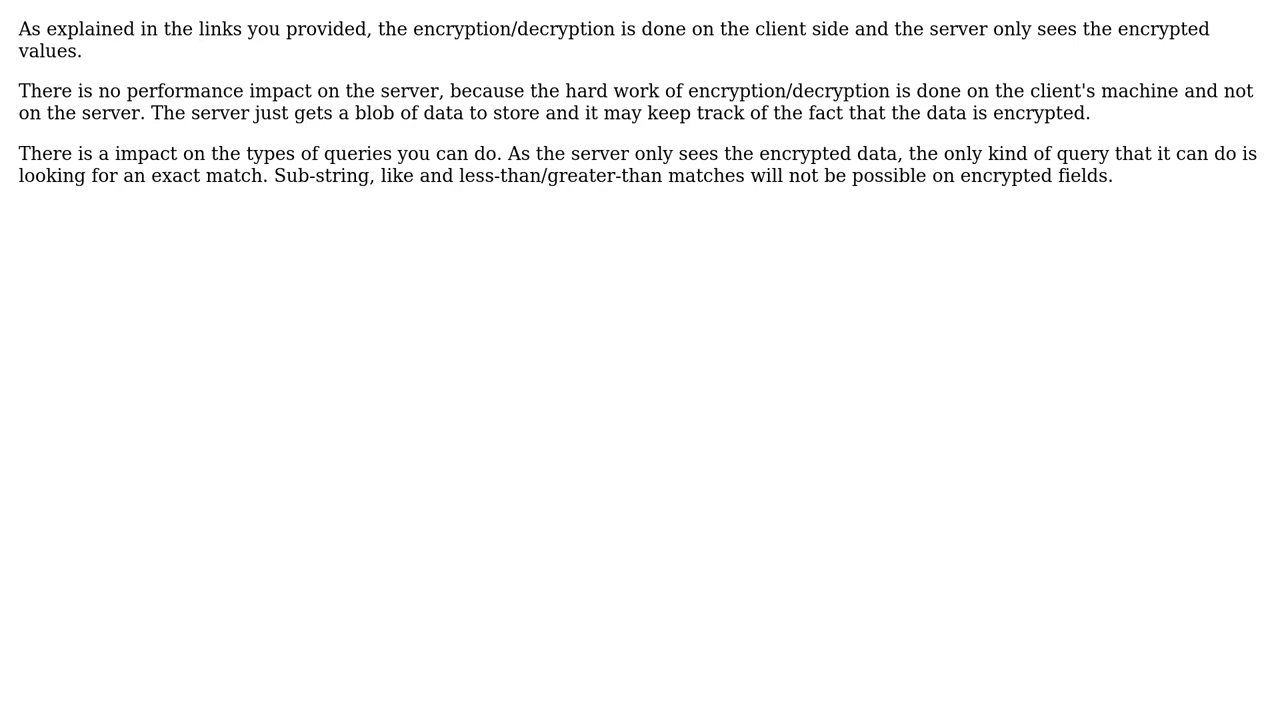 As explained in the links you provided, the encryption/decryption is done on the client side and the server only sees the encrypted
values.
There is no performance impact on the server, because the hard work of encryption/decryption is done on the client's machine and not
on the server. The server just gets a blob of data to store and it may keep track of the fact that the data is encrypted.
There is a impact on the types of queries you can do. As the server only sees the encrypted data, the only kind of query that it can do is
looking for an exact match. Sub-string, like and less-than/greater-than matches will not be possible on encrypted fields.